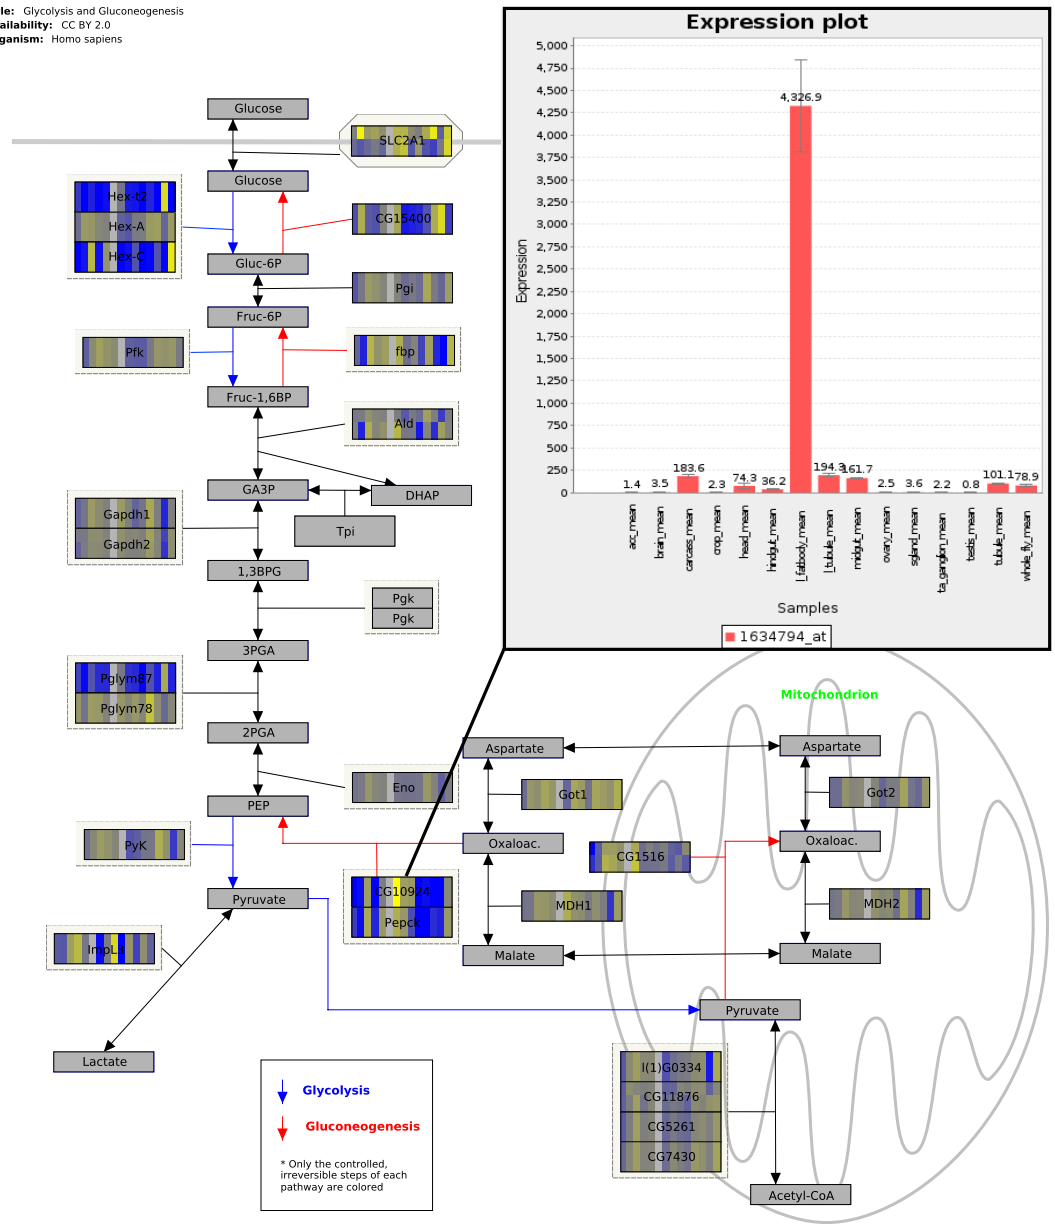 le: Glycolysis and Gluconeogenesis
ailability: CC BY 2.0
ganism: Homo sapiens
Expression plot
5,000
4,750
4,500
4,250
4,000
3,750
3,500
3,250
3,000
2,750
2,500
2,250
2,000
1,750
1,500
1,250
1,000
750
500
250
0
Expression
1.4
3.5
183.6
2.3
74.3
36.2
4,326.9
194.3
161.7
2.5
3.6
2.2
0.8
101.1
78.9
acc_mean
brain_mean
carcass_mean
crop_mean
head_mean
hindgut_mean
l_fatbody_mean
l_tubule_mean
midgut_mean
ovary_mean
sgland_mean
ta_ganglion_mean
testis_mean
tubule_mean
whole_fly_mean
Samples
1634794_at
Glucose
SLC2A1
Glucose
Hex-t2
Hex-A
Hex-C
CG15400
Gluc-6P
Pgi
Fruc-6P
Pfk
fbp
Fruc-1,6BP
Ald
GA3P
DHAP
Tpi
Gapdh1
Gapdh2
1,3BPG
Pgk
Pgk
3PGA
Pglym87
Pglym78
2PGA
Eno
PEP
PyK
Pyruvate
CG10924
Pepck
ImpL3
Lactate
Mitochondrion
Aspartate
Aspartate
Got1
Got2
Oxaloac.
Oxaloac.
CG1516
MDH1
MDH2
Malate
Malate
Pyruvate
l(1)G0334
CG11876
CG5261
CG7430
Acetyl-CoA
Glycolysis
Gluconeogenesis
* Only the controlled,
irreversible steps of each
pathway are colored